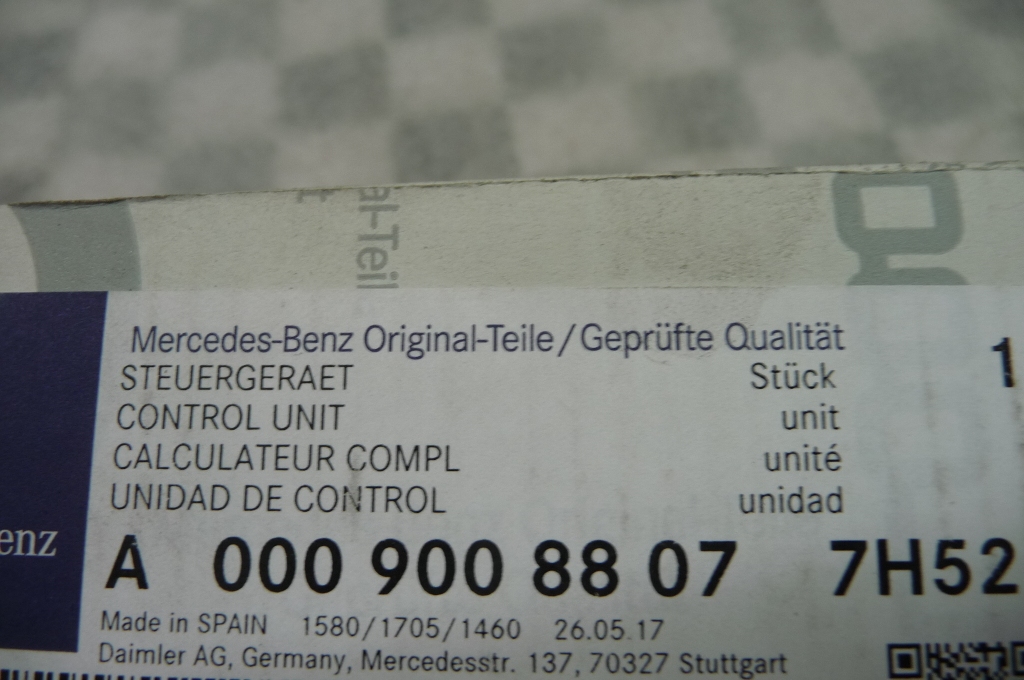 al-Teil
Mercedes-Benz Original-Teile/Geprüfte Qualität
STEUERGERAET Stück 1
CONTROL UNIT unit
CALCULATEUR COMPL unité
UNIDAD DE CONTROL unidad
enz
A 000 900 88 07 7H52
Made in SPAIN 1580/1705/1460 26.05.17
Daimler AG, Germany, Mercedesstr. 137, 70327 Stuttgart